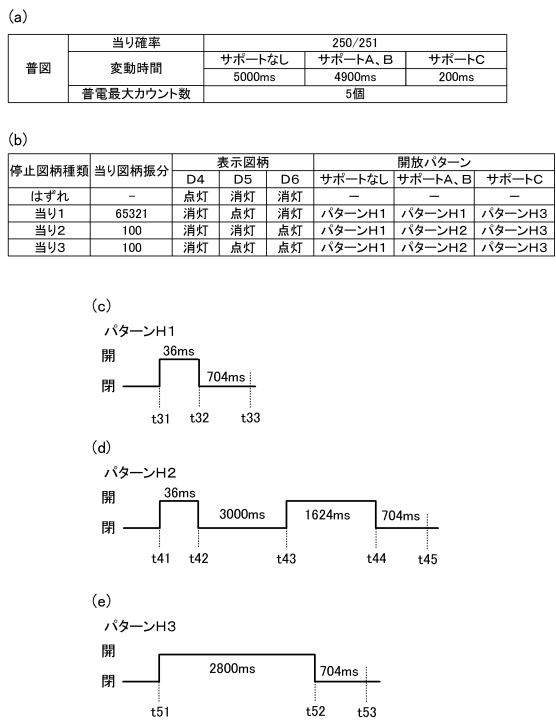 (a)
普図 当り確率 250/251
変動時間 サポートなし サポートA、B サポートC
5000ms 4900ms 200ms
普電最大カウント数 5個
(b)
停止図柄種類 当り図柄振分 表示図柄 開放パターン
D4 D5 D6 サポートなし サポートA、B サポートC
はずれ - 点灯 消灯 消灯 － － －
当り1 65321 消灯 点灯 消灯 パターンH1 パターンH1 パターンH3
当り2 100 消灯 消灯 点灯 パターンH1 パターンH2 パターンH3
当り3 100 消灯 点灯 点灯 パターンH1 パターンH2 パターンH3
(c)
パターンH1
開 36ms
閉 704ms
t31 t32 t33
(d)
パターンH2
開 36ms
閉 3000ms 1624ms 704ms
t41 t42 t43 t44 t45
(e)
パターンH3
開
閉 2800ms 704ms
t51 t52 t53